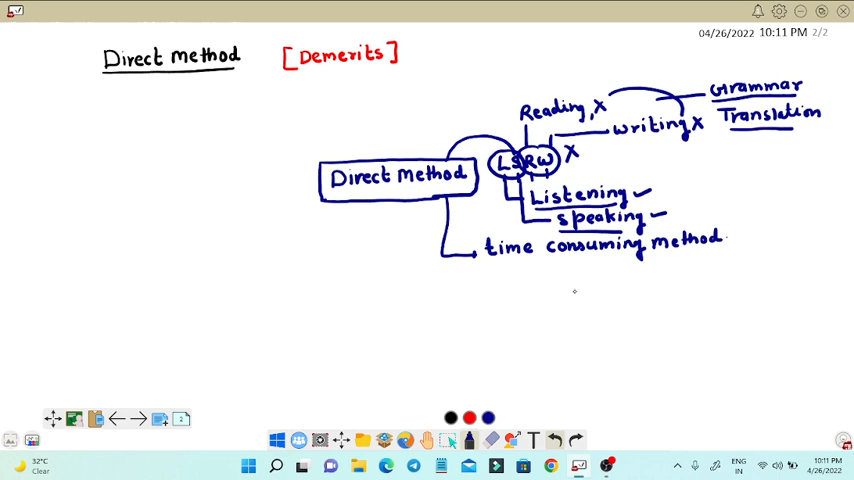 04/26/2022 10:11 PM 2/2
Direct method [Demerits]
Grammar
Reading, x
Translation
writing x
LSRW x
Direct Method
Listening
speaking
time consuming method
32°C
Clear
ENG
IN
10:11 PM
4/26/2022